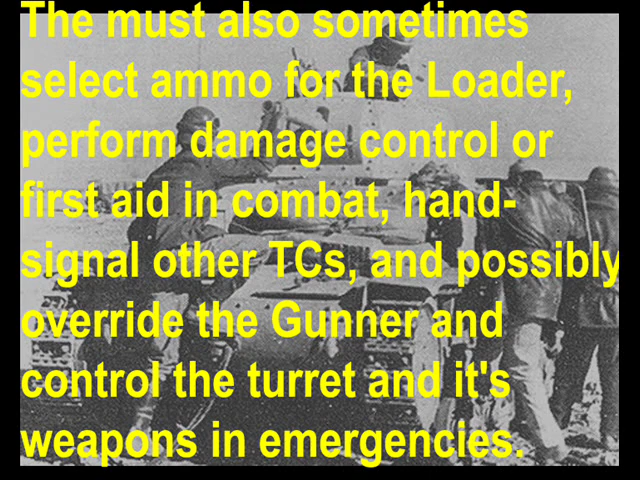 The must also sometimes
select ammo for the Loader,
perform damage control or
first aid in combat, hand-
signal other TCs, and possibly
override the Gunner and
control the turret and it's
weapons in emergencies.